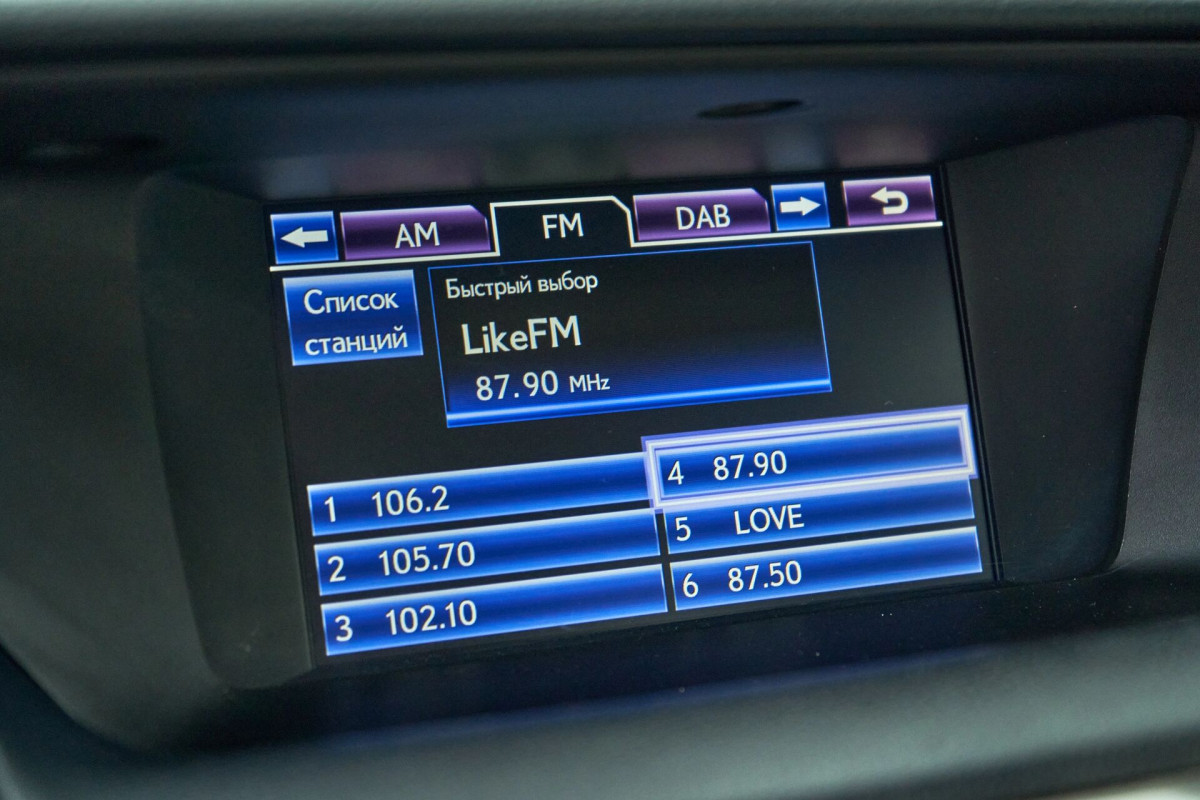 AM
FM
DAB
Список
станций
Быстрый выбор
LikeFM
87.90 MHz
1 106.2
2 105.70
3 102.10
4 87.90
5 LOVE
6 87.50